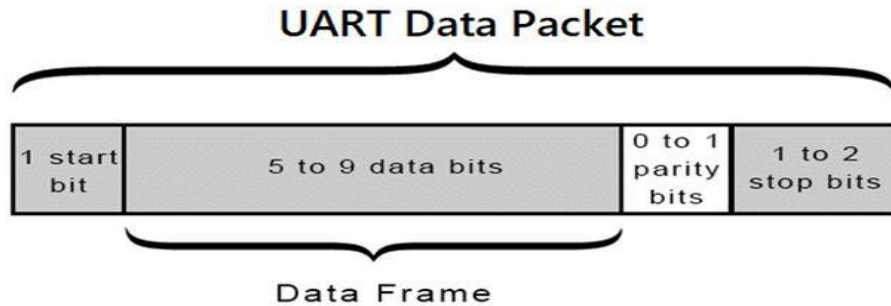 UART Data Packet
1 start
bit
5 to 9 data bits
0 to 1
parity
bits
1 to 2
stop bits
Data Frame